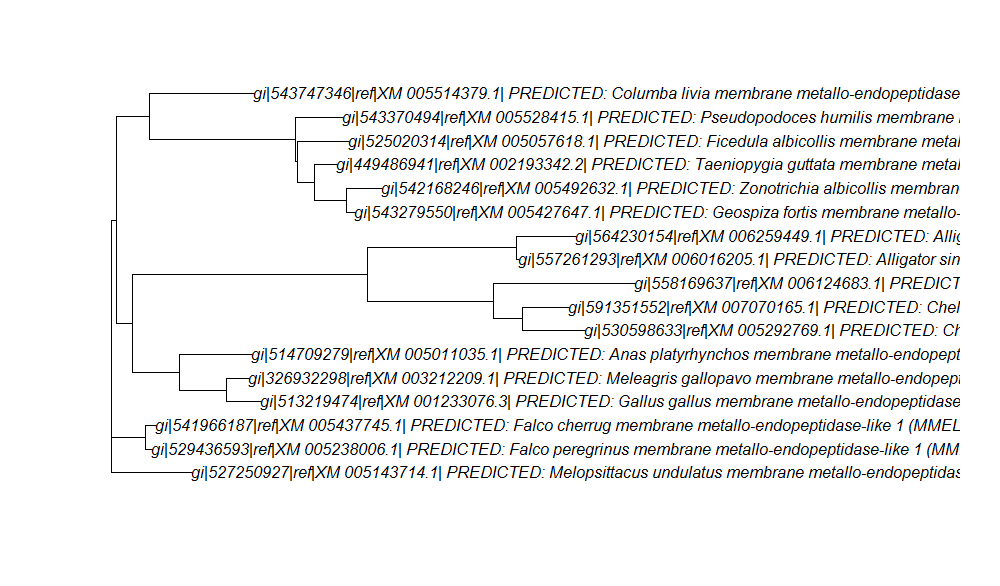 gi|543747346|ref|XM 005514379.1| PREDICTED: Columba livia membrane metallo-endopeptidase
gi|543370494|ref|XM 005528415.1| PREDICTED: Pseudopodoces humilis membrane
gi|525020314|ref|XM 005057618.1| PREDICTED: Ficedula albicollis membrane metal
gi|449486941|ref|XM 002193342.2| PREDICTED: Taeniopygia guttata membrane metal
gi|542168246|ref|XM 005492632.1| PREDICTED: Zonotrichia albicollis membran
gi|543279550|ref|XM 005427647.1| PREDICTED: Geospiza fortis membrane metallo-
gi|564230154|ref|XM 006259449.1| PREDICTED: Allig
gi|557261293|ref|XM 006016205.1| PREDICTED: Alligator sin
gi|558169637|ref|XM 006124683.1| PREDICT
gi|591351552|ref|XM 007070165.1| PREDICTED: Chel
gi|530598633|ref|XM 005292769.1| PREDICTED: Ch
gi|514709279|ref|XM 005011035.1| PREDICTED: Anas platyrhynchos membrane metallo-endopept
gi|326932298|ref|XM 003212209.1| PREDICTED: Meleagris gallopavo membrane metallo-endopept
gi|513219474|ref|XM 001233076.3| PREDICTED: Gallus gallus membrane metallo-endopeptidase
gi|541966187|ref|XM 005437745.1| PREDICTED: Falco cherrug membrane metallo-endopeptidase-like 1 (MMEL
gi|529436593|ref|XM 005238006.1| PREDICTED: Falco peregrinus membrane metallo-endopeptidase-like 1 (MM
gi|527250927|ref|XM 005143714.1| PREDICTED: Melopsittacus undulatus membrane metallo-endopeptidas